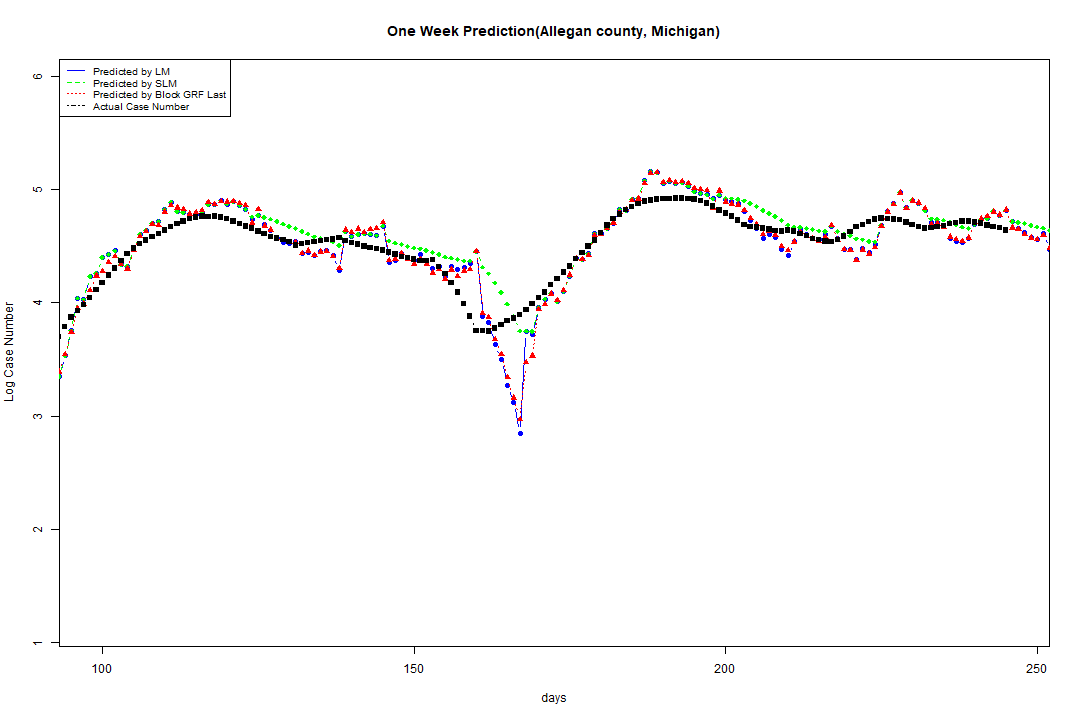 One Week Prediction(Allegan county, Michigan)
Predicted by LM
Predicted by SLM
Predicted by Block GRF Last
Actual Case Number
6
5
4
3
2
1
Log Case Number
100
150
200
250
days